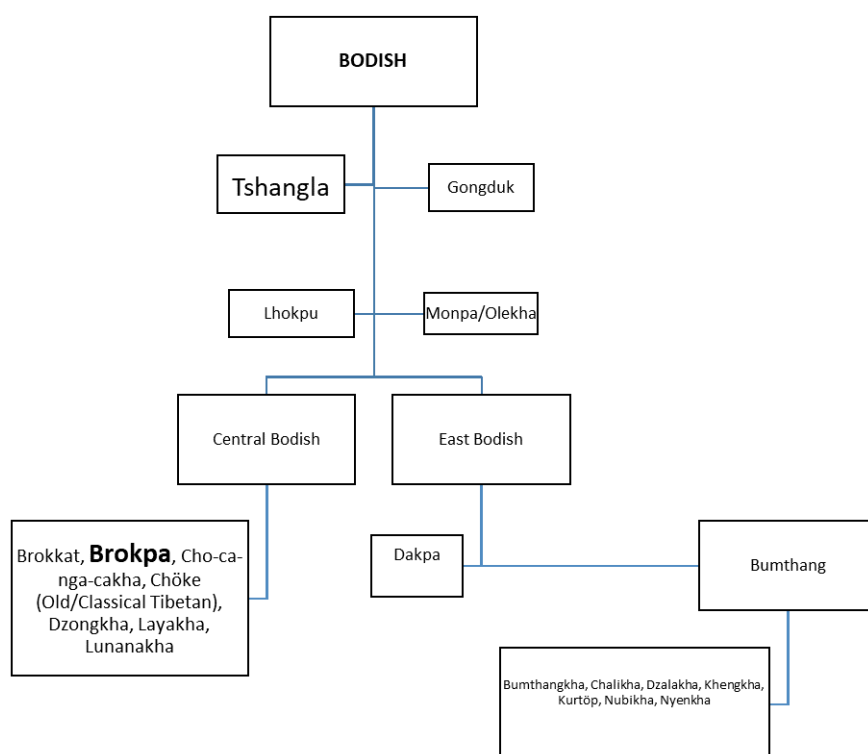 BODISH
Tshangla
Gongduk
Lhokpu
Monpa/Olekha
Central Bodish
East Bodish
Brokkat, Brokpa, Cho-ca-
nga-cakha, Chöke
(Old/Classical Tibetan),
Dzongkha, Layakha,
Lunanakha
Dakpa
Bumthang
Bumthangkha, Chalikha, Dzalakha, Khengkha,
Kurtöp, Nubikha, Nyenkha